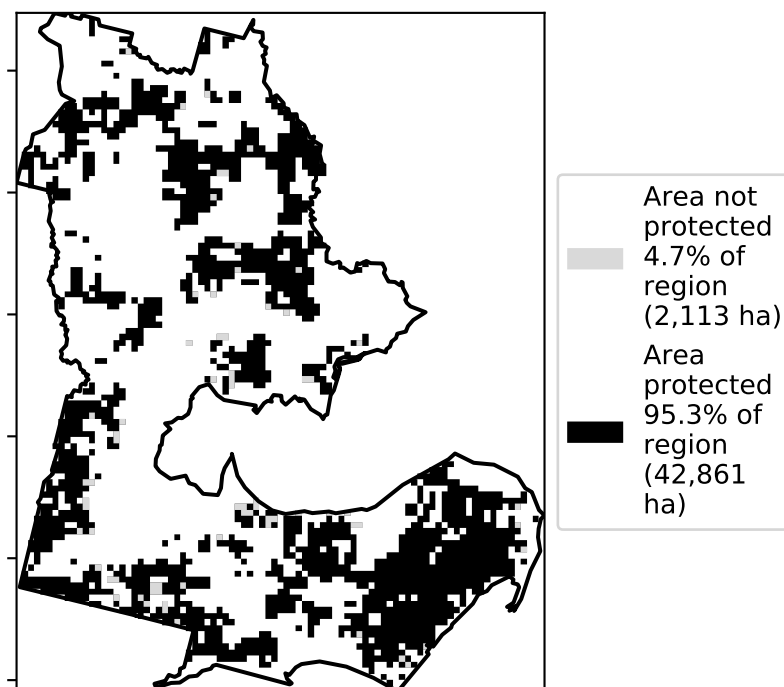 Area not
protected
4.7% of
region
(2,113 ha)
Area
protected
95.3% of
region
(42,861
ha)